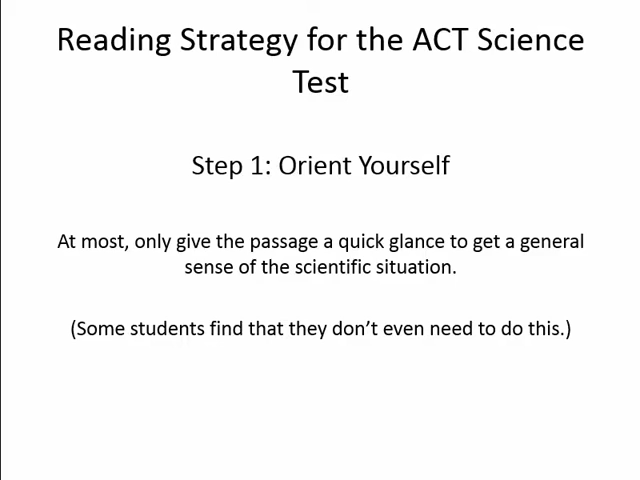 Reading Strategy for the ACT Science
Test
Step 1: Orient Yourself
At most, only give the passage a quick glance to get a general
sense of the scientific situation.
(Some students find that they don’t even need to do this.)